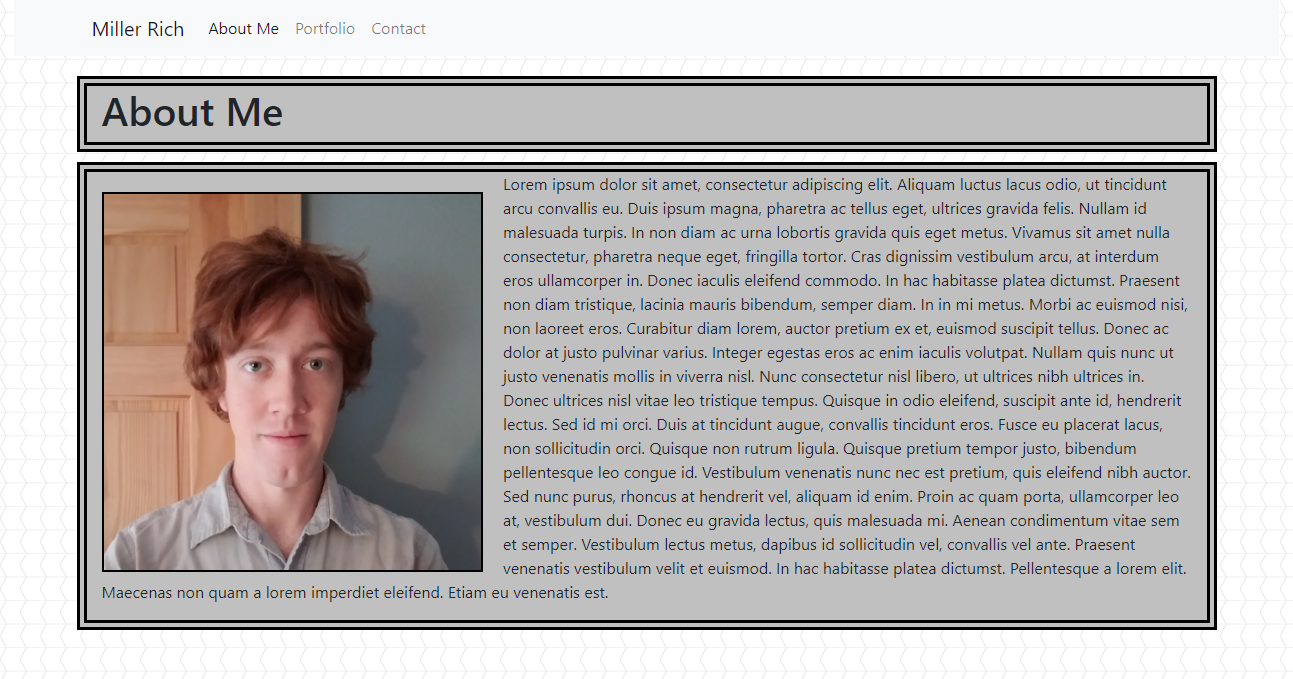 Miller Rich About Me Portfolio Contact
About Me
Lorem ipsum dolor sit amet, consectetur adipiscing elit. Aliquam luctus lacus odio, ut tincidunt
arcu convallis eu. Duis ipsum magna, pharetra ac tellus eget, ultrices gravida felis. Nullam id
malesuada turpis. In non diam ac urna lobortis gravida quis eget metus. Vivamus sit amet nulla
consectetur, pharetra neque eget, fringilla tortor. Cras dignissim vestibulum arcu, at interdum
eros ullamcorper in. Donec iaculis eleifend commodo. In hac habitasse platea dictumst. Praesent
non diam tristique, lacinia mauris bibendum, semper diam. In in mi metus. Morbi ac euismod nisi,
non laoreet eros. Curabitur diam lorem, auctor pretium ex et, euismod suscipit tellus. Donec ac
dolor at justo pulvinar varius. Integer egestas eros ac enim iaculis volutpat. Nullam quis nunc ut
justo venenatis mollis in viverra nisl. Nunc consectetur nisl libero, ut ultrices nibh ultrices in.
Donec ultrices nisl vitae leo tristique tempus. Quisque in odio eleifend, suscipit ante id, hendrerit
lectus. Sed id mi orci. Duis at tincidunt augue, convallis tincidunt eros. Fusce eu placerat lacus,
non sollicitudin orci. Quisque non rutrum ligula. Quisque pretium tempor justo, bibendum
pellentesque leo congue id. Vestibulum venenatis nunc nec est pretium, quis eleifend nibh auctor.
Sed nunc purus, rhoncus at hendrerit vel, aliquam id enim. Proin ac quam porta, ullamcorper leo
at, vestibulum dui. Donec eu gravida lectus, quis malesuada mi. Aenean condimentum vitae sem
et semper. Vestibulum lectus metus, dapibus id sollicitudin vel, convallis vel ante. Praesent
venenatis vestibulum velit et euismod. In hac habitasse platea dictumst. Pellentesque a lorem elit.
Maecenas non quam a lorem imperdiet eleifend. Etiam eu venenatis est.